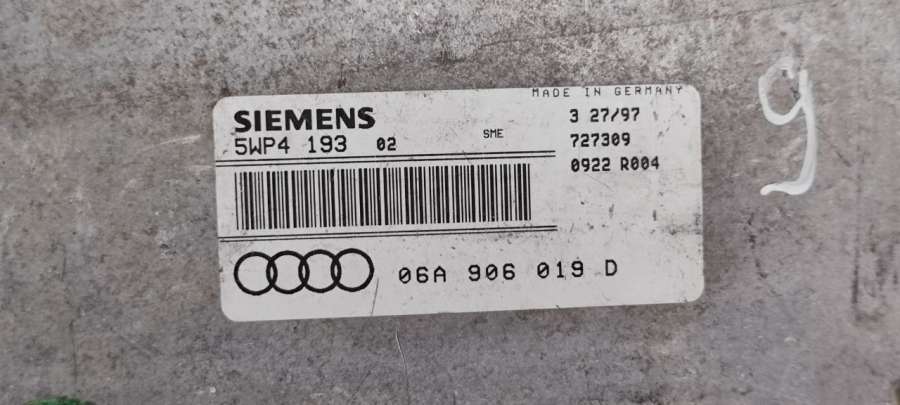 MADE IN GERMANY
SIEMENS
5WP4 193 02
SME
3 27/97
727309
0922 R004
06A 906 019 D
9